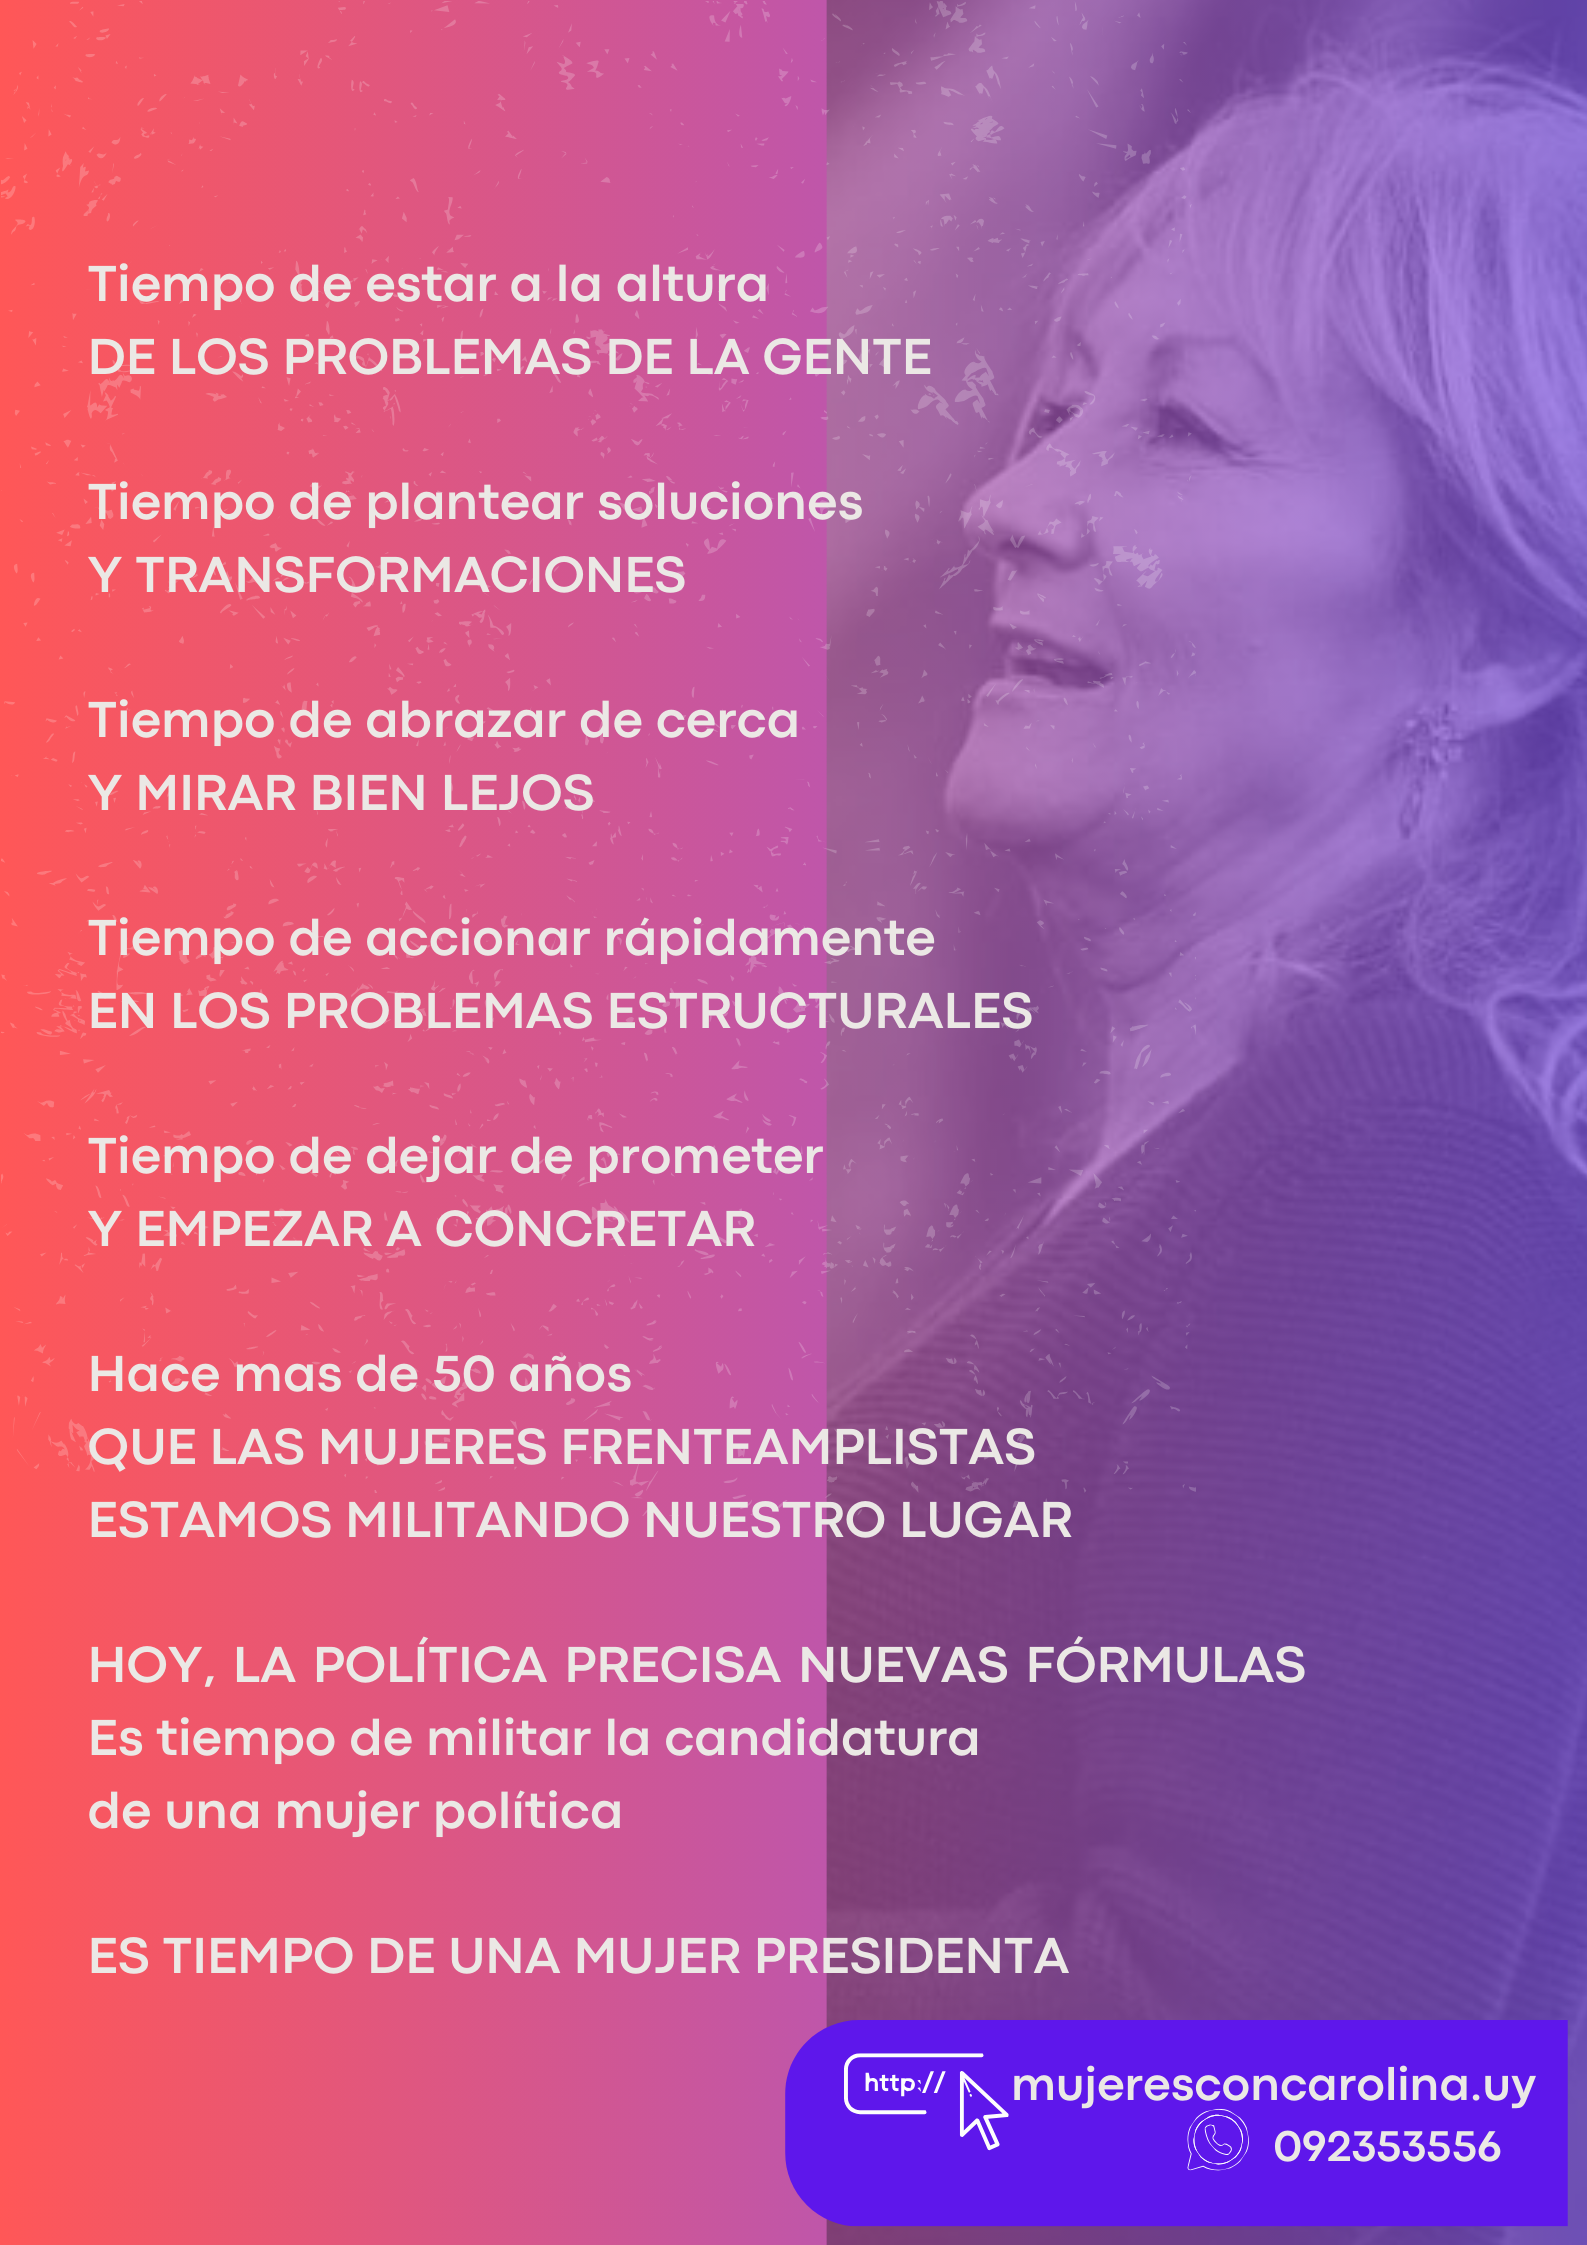 Tiempo de estar a la altura
DE LOS PROBLEMAS DE LA GENTE
Tiempo de plantear soluciones
Y TRANSFORMACIONES
Tiempo de abrazar de cerca
Y MIRAR BIEN LEJOS
Tiempo de accionar rápidamente
EN LOS PROBLEMAS ESTRUCTURALES
Tiempo de dejar de prometer
Y EMPEZAR A CONCRETAR
Hace mas de 50 años
QUE LAS MUJERES FRENTEAMPLISTAS
ESTAMOS MILITANDO NUESTRO LUGAR
HOY, LA POLÍTICA PRECISA NUEVAS FÓRMULAS
Es tiempo de militar la candidatura
de una mujer política
ES TIEMPO DE UNA MUJER PRESIDENTA
http:// mujeresconcarolina.uy
092353556